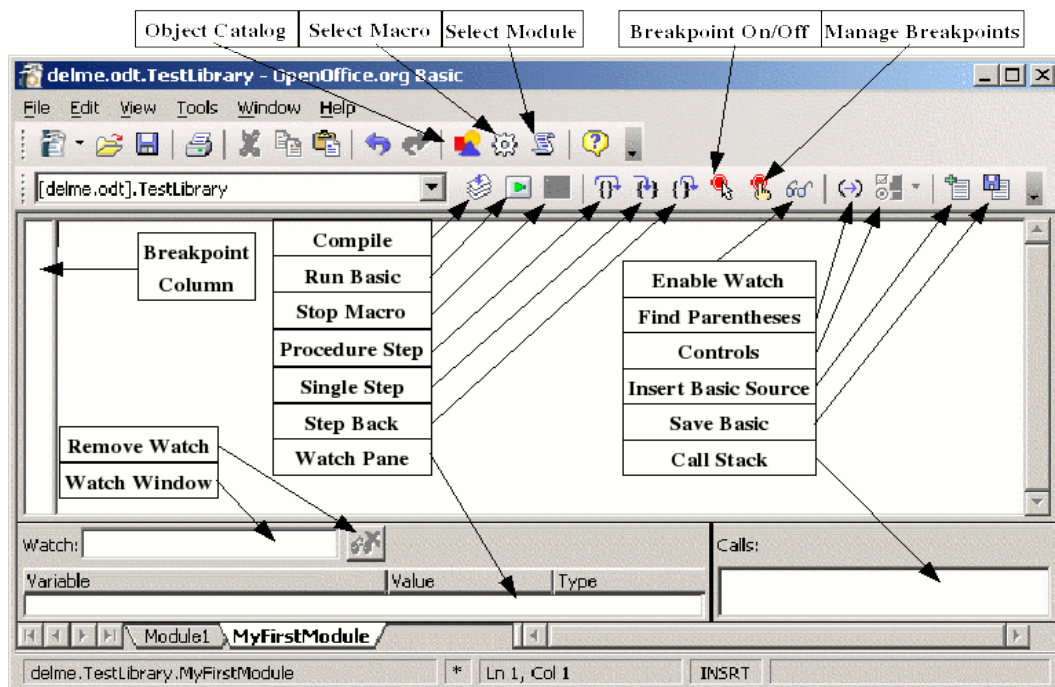 Object Catalog
Select Macro
Select Module
Breakpoint On/Off
Manage Breakpoints
delme.odt.TestLibrary - OpenOffice.org Basic
File Edit View Tools Window Help
[delme.odt].TestLibrary
Breakpoint
Column
Compile
Run Basic
Stop Macro
Procedure Step
Single Step
Step Back
Watch Pane
Enable Watch
Find Parentheses
Controls
Insert Basic Source
Save Basic
Call Stack
Remove Watch
Watch Window
Watch:
Calls:
Variable Value Type
Module1 MyFirstModule
delme.TestLibrary.MyFirstModule * Ln 1, Col 1 INSRT